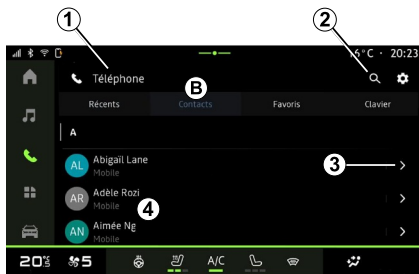 1
2
°C · 20:23
Téléphone
B
Récents Contacts Favoris Clavier
A
AL Abigaïl Lane
Mobile
3
AR Adèle Rozi
Mobile
4
AN Aimée Ng
Mobile
20 5 A/C